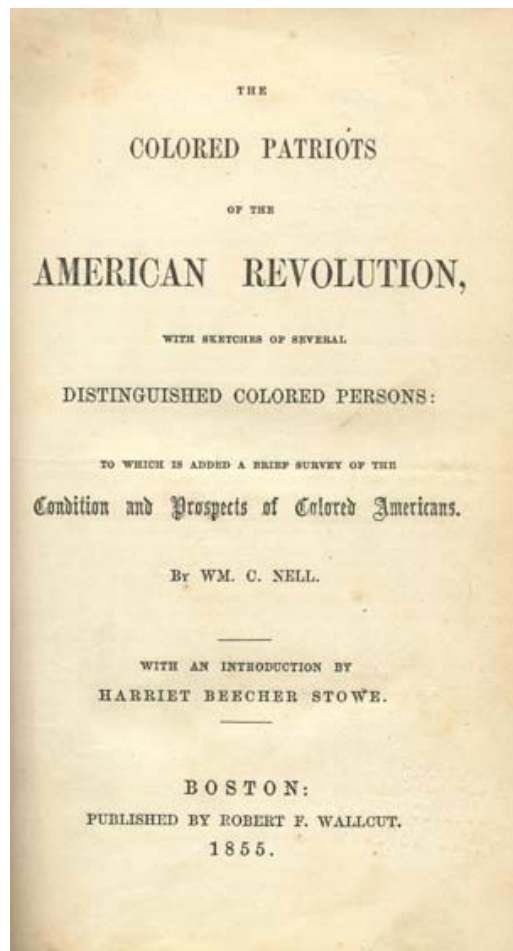 THE
COLORED PATRIOTS
OF THE
AMERICAN REVOLUTION,
WITH SKETCHES OF SEVERAL
DISTINGUISHED COLORED PERSONS:
TO WHICH IS ADDED A BRIEF SURVEY OF THE
Condition and Prospects of Colored Americans.
By WM. C. NELL.
WITH AN INTRODUCTION BY
HARRIET BEECHER STOWE.
BOSTON:
PUBLISHED BY ROBERT F. WALLCUT.
1855.